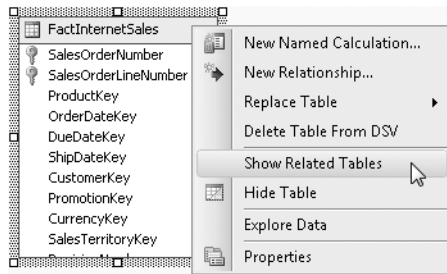 FactInternetSales
SalesOrderNumber
SalesOrderLineNumber
ProductKey
OrderDateKey
DueDateKey
ShipDateKey
CustomerKey
PromotionKey
CurrencyKey
SalesTerritoryKey
New Named Calculation...
New Relationship...
Replace Table
Delete Table From DSV
Show Related Tables
Hide Table
Explore Data
Properties